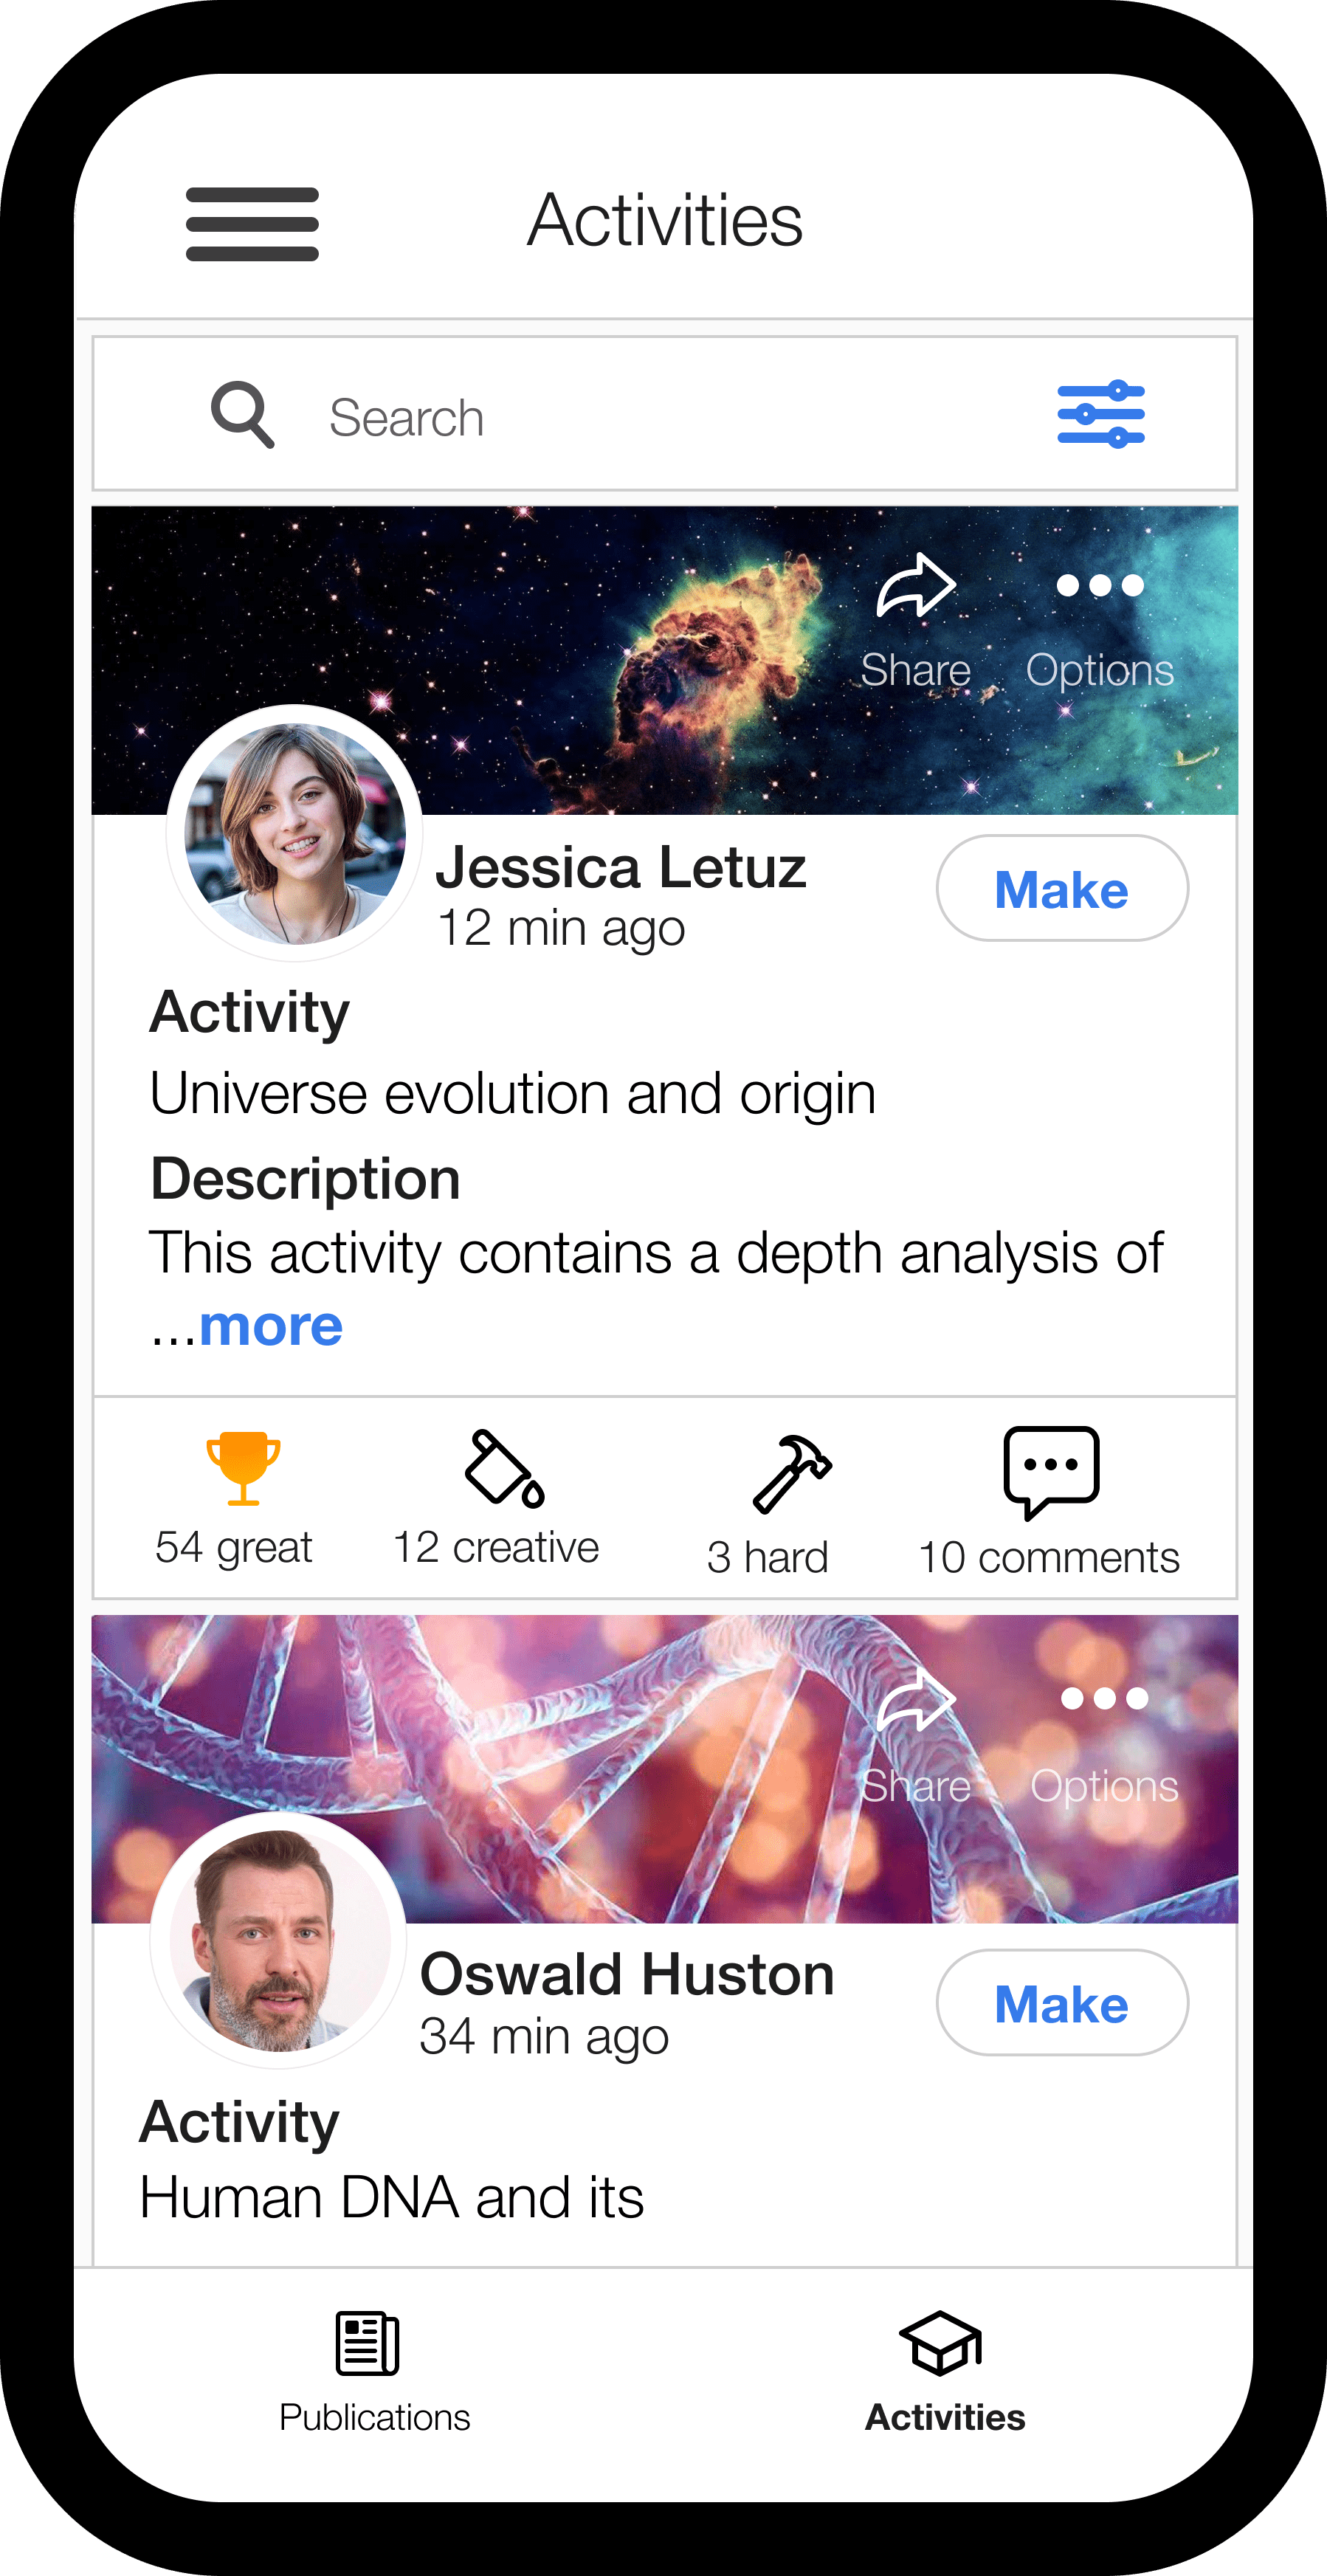 Activities
Search
Share Options
Jessica Letuz
12 min ago
Make
Activity
Universe evolution and origin
Description
This activity contains a depth analysis of
...more
54 great 12 creative 3 hard 10 comments
Share Options
Oswald Huston
34 min ago
Make
Activity
Human DNA and its
Publications Activities